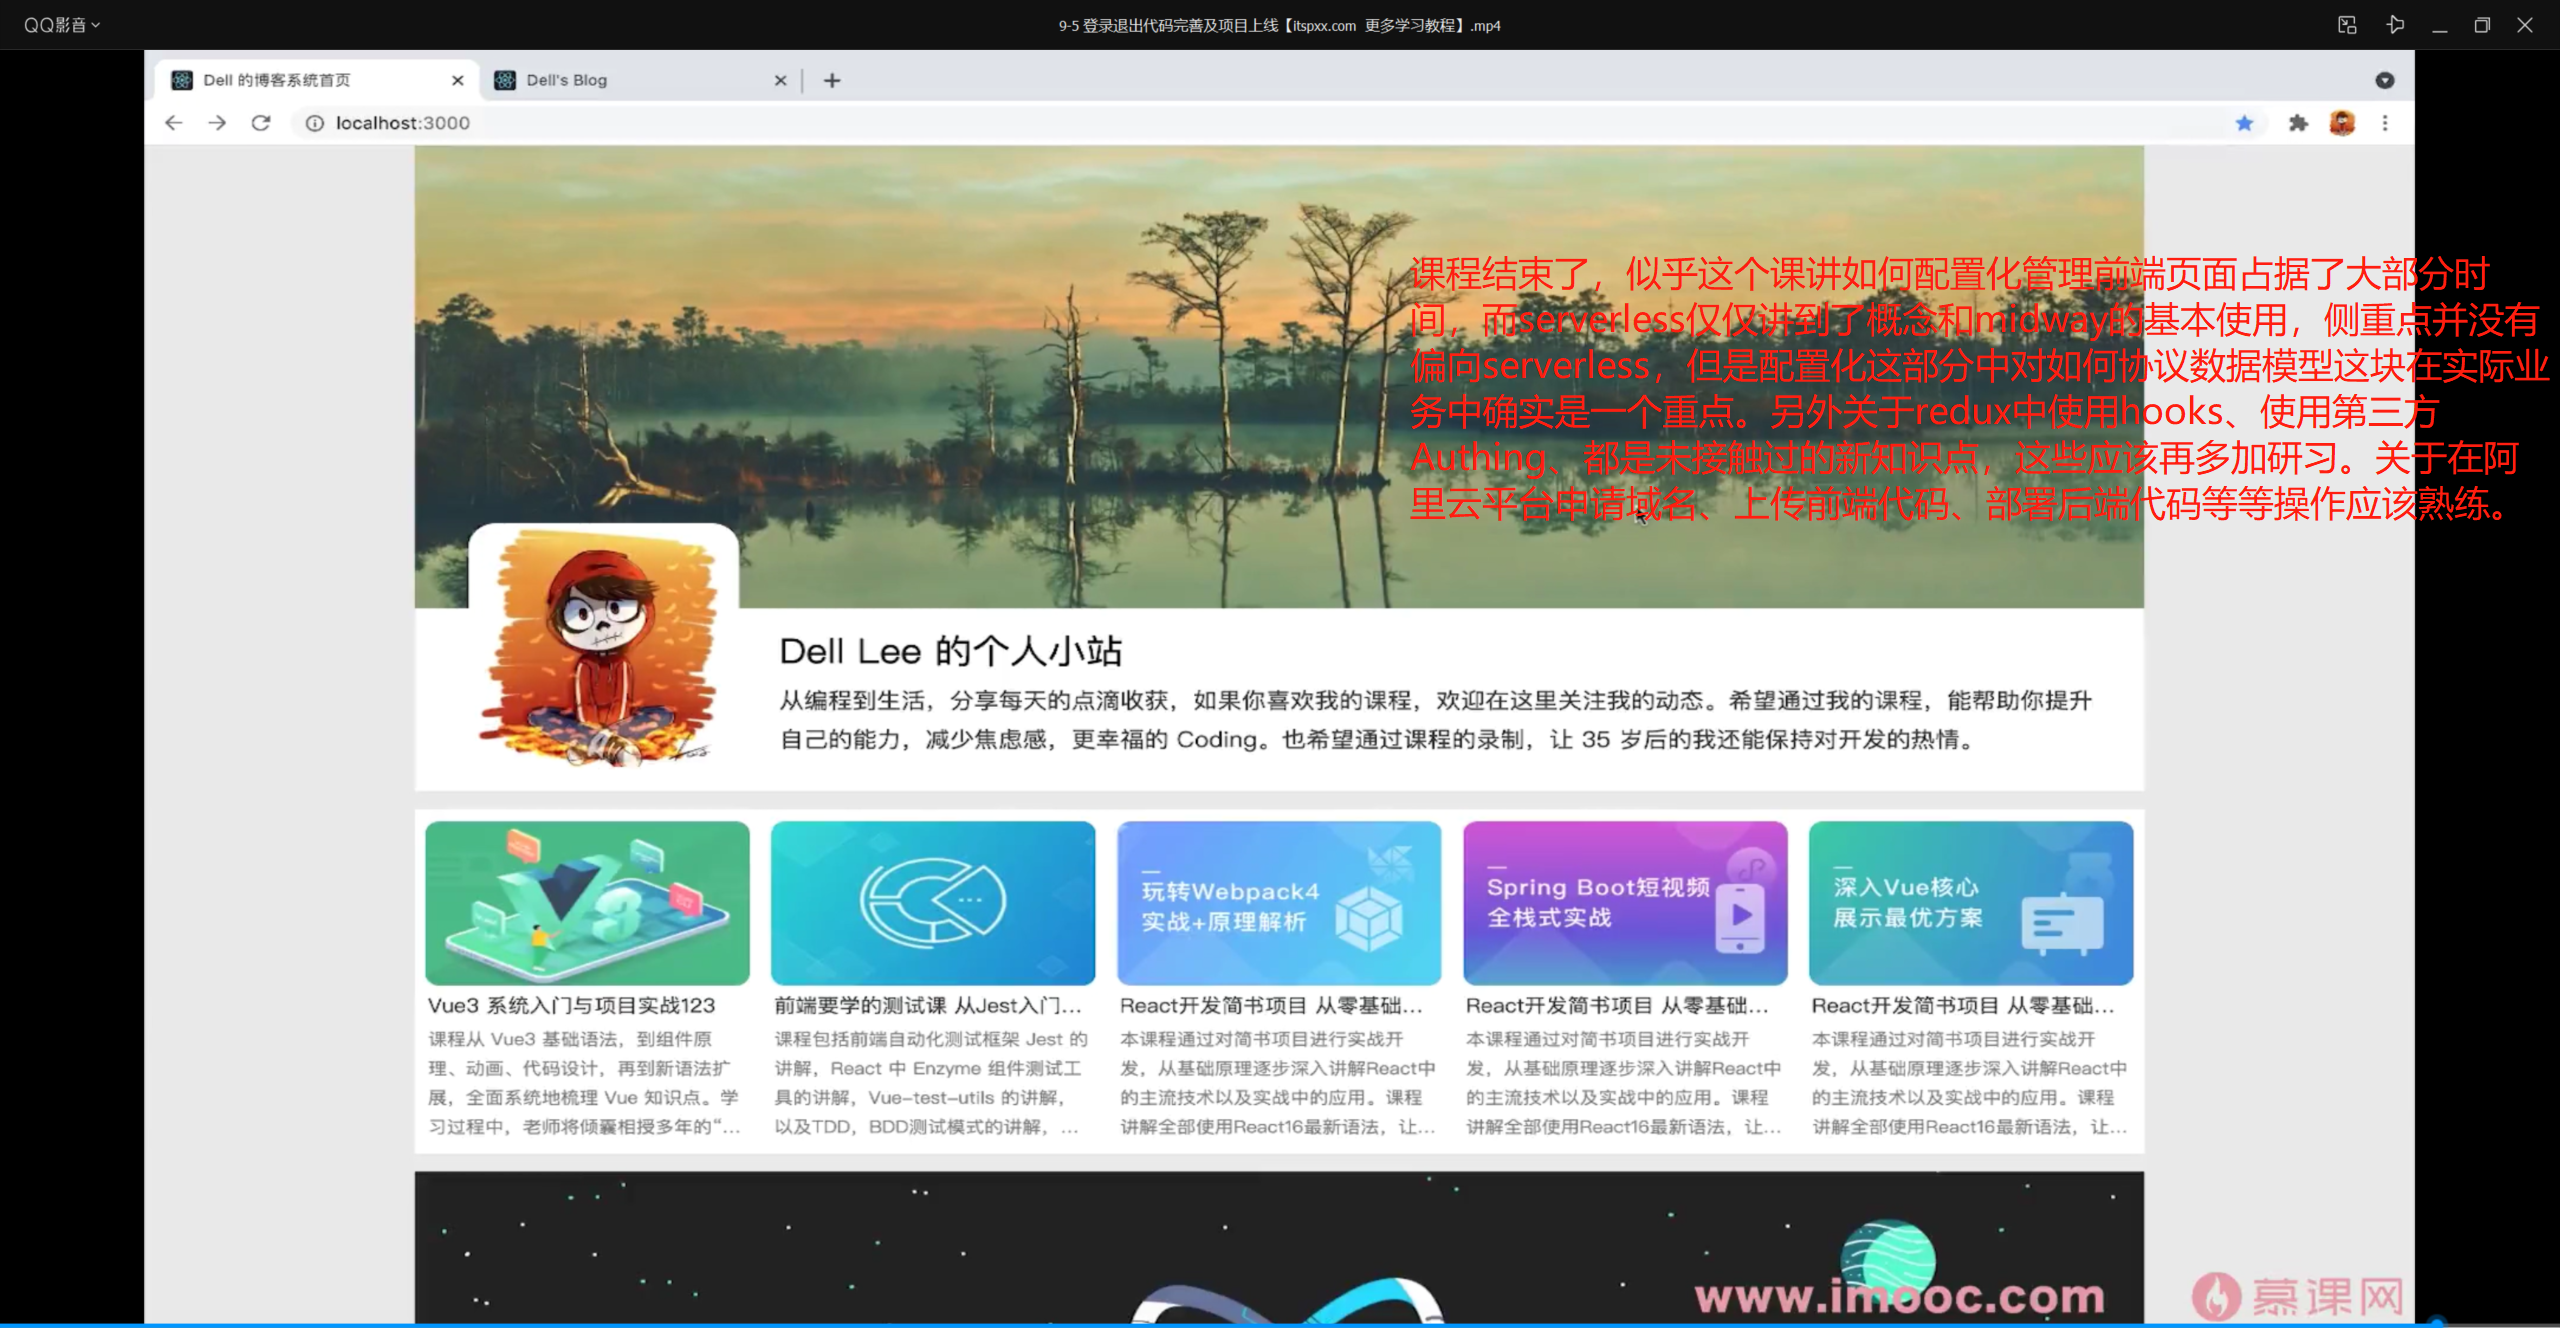 QQ影音
9-5 登录退出代码完善及项目上线【itspxx.com 更多学习教程】.mp4
Dell 的博客系统首页
Dell's Blog
localhost:3000
课程结束了，似乎这个课讲如何配置化管理前端页面占据了大部分时
间，而serverless仅仅讲到了概念和midway的基本使用，侧重点并没有
偏向serverless，但是配置化这部分中对如何协议数据模型这块在实际业
务中确实是一个重点。另外关于redux中使用hooks、使用第三方
Authing、都是未接触过的新知识点，这些应该再多加研习。关于在阿
里云平台申请域名、上传前端代码、部署后端代码等等操作应该熟练。
Dell Lee 的个人小站
从编程到生活，分享每天的点滴收获，如果你喜欢我的课程，欢迎在这里关注我的动态。希望通过我的课程，能帮助你提升
自己的能力，减少焦虑感，更幸福的 Coding。也希望通过课程的录制，让 35 岁后的我还能保持对开发的热情。
玩转Webpack4
实战+原理解析
Spring Boot短视频
全栈式实战
深入Vue核心
展示最优方案
Vue3 系统入门与项目实战123
课程从 Vue3 基础语法，到组件原
理、动画、代码设计，再到新语法扩
展，全面系统地梳理 Vue 知识点。学
习过程中，老师将倾囊相授多年的“...
前端要学的测试课 从Jest入门...
课程包括前端自动化测试框架 Jest 的
讲解，React 中 Enzyme 组件测试工
具的讲解，Vue-test-utils 的讲解，
以及TDD，BDD测试模式的讲解，...
React开发简书项目 从零基础...
本课程通过对简书项目进行实战开
发，从基础原理逐步深入讲解React中
的主流技术以及实战中的应用。课程
讲解全部使用React16最新语法，让...
React开发简书项目 从零基础...
本课程通过对简书项目进行实战开
发，从基础原理逐步深入讲解React中
的主流技术以及实战中的应用。课程
讲解全部使用React16最新语法，让...
React开发简书项目 从零基础...
本课程通过对简书项目进行实战开
发，从基础原理逐步深入讲解React中
的主流技术以及实战中的应用。课程
讲解全部使用React16最新语法，让...
www.imooc.com
慕课网